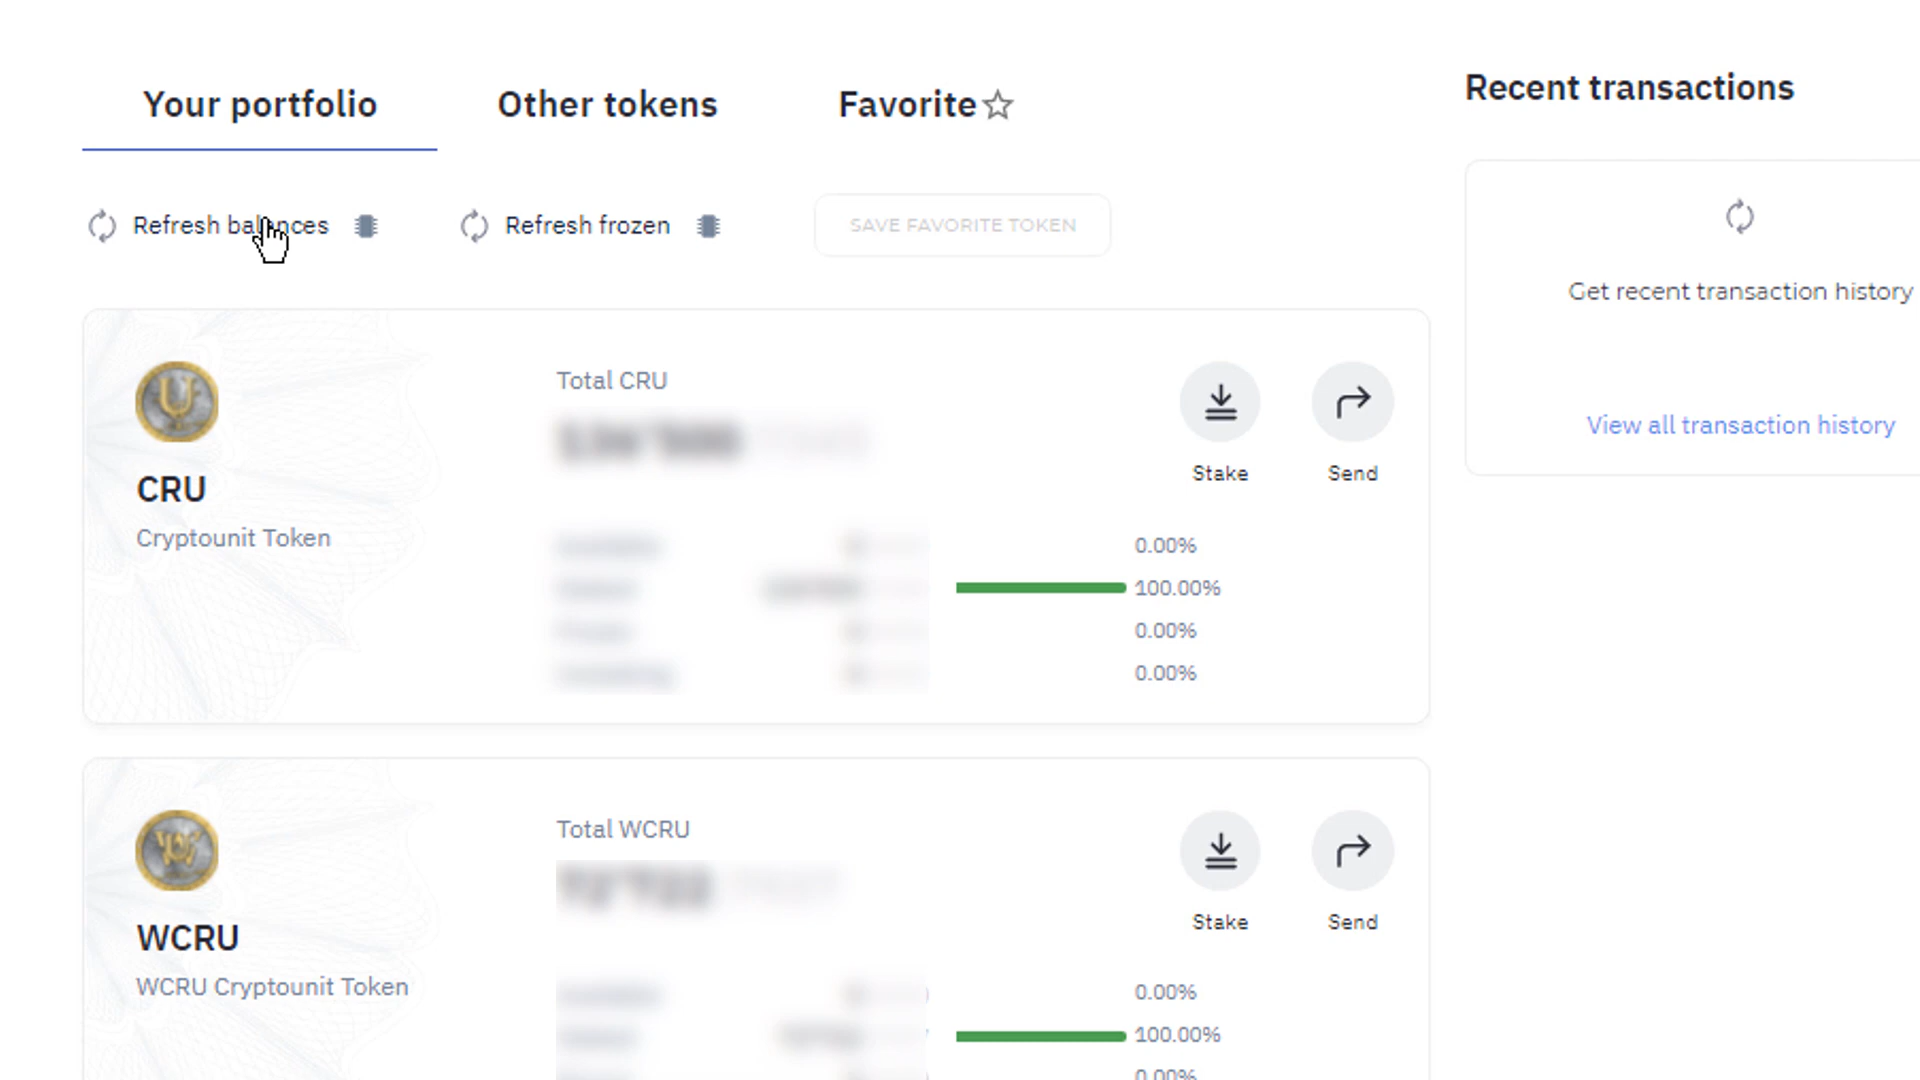 Your portfolio
Other tokens
Favorite
Refresh balances
Refresh frozen
SAVE FAVORITE TOKEN
CRU
Cryptounit Token
Total CRU
Stake
Send
0.00%
100.00%
0.00%
0.00%
WCRU
WCRU Cryptounit Token
Total WCRU
Stake
Send
0.00%
100.00%
0.00%
Recent transactions
Get recent transaction history
View all transaction history